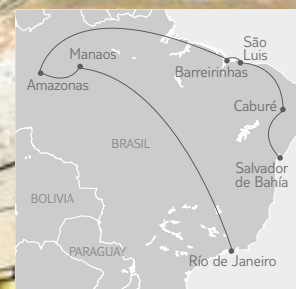 São
Luis
Manaos
Barreirinhas
Amazonas
Caburé
BRASIL
Salvador
de Bahía
BOLIVIA
PARAGUAY
Río de Janeiro